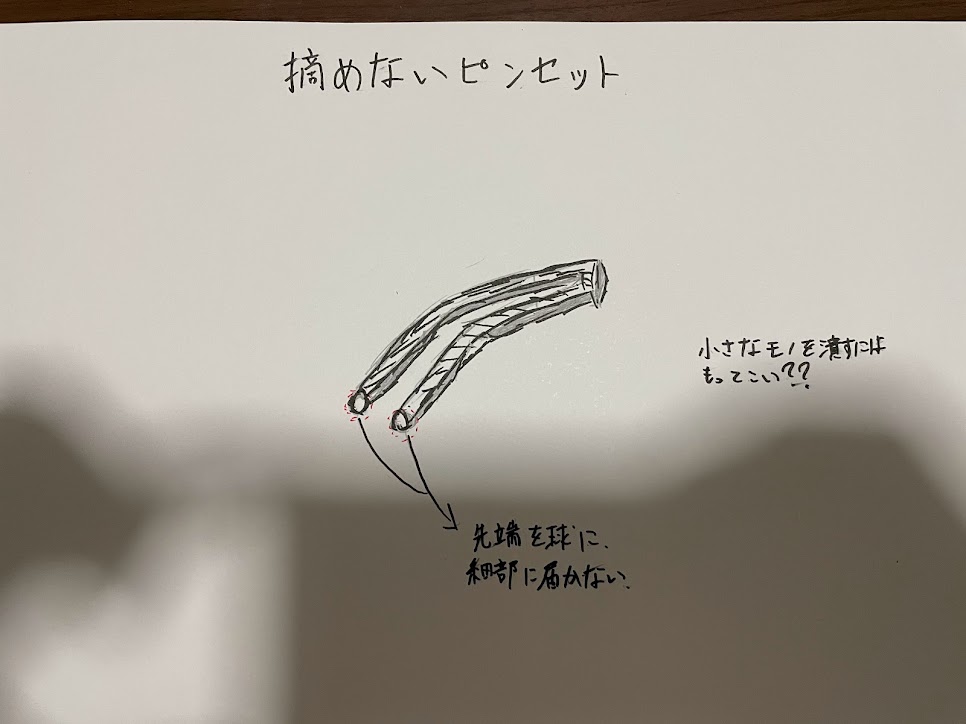 摘めないピンセット
小さなモノを潰すには
もってこい??
先端を球に、
細部に届かない、